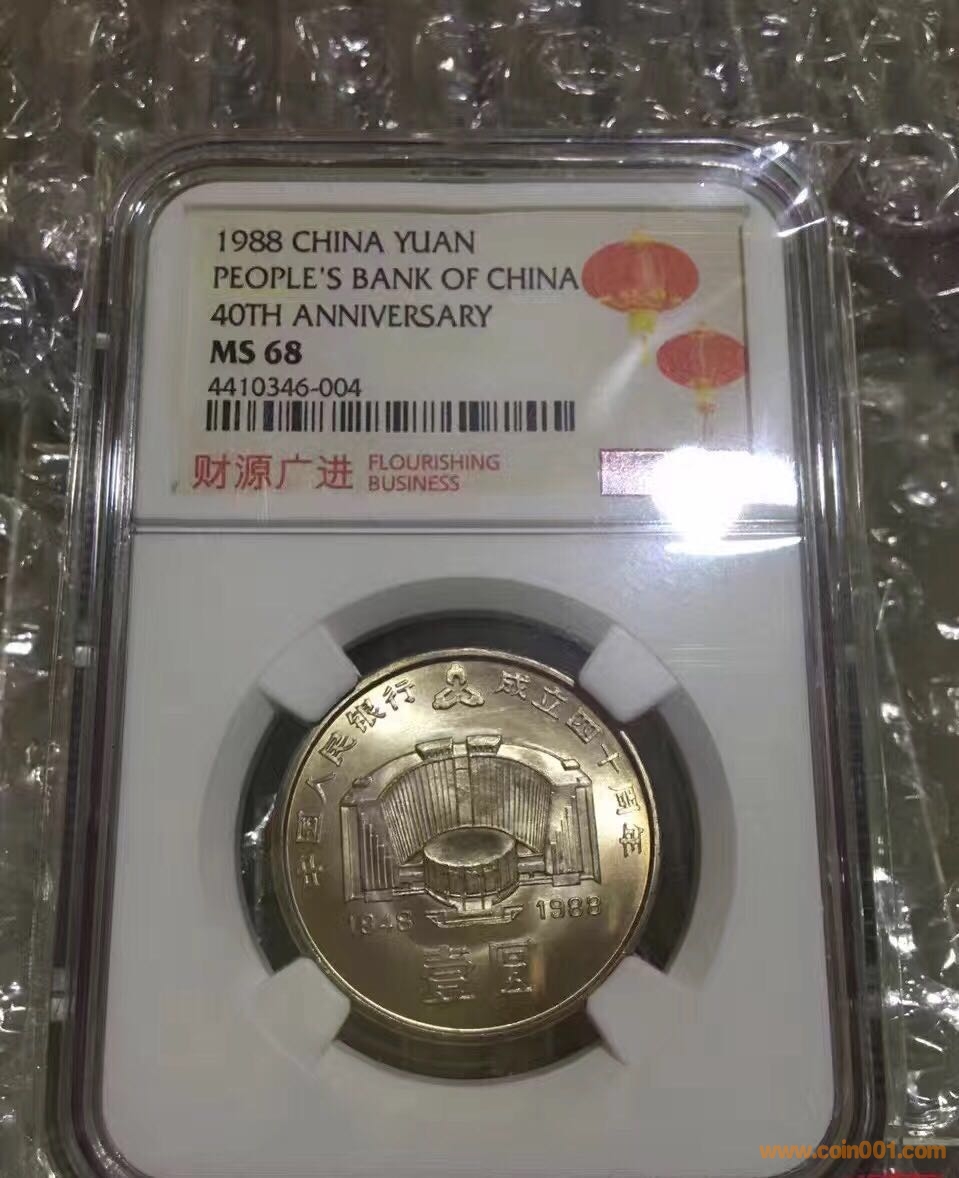 1988 CHINA YUAN
PEOPLE'S BANK OF CHINA
40TH ANNIVERSARY
MS 68
4410346-004
财源广进
FLOURISHING
BUSINESS
中国人民银行 成立四十周年
1948 1988
壹圆
www.coin001.com